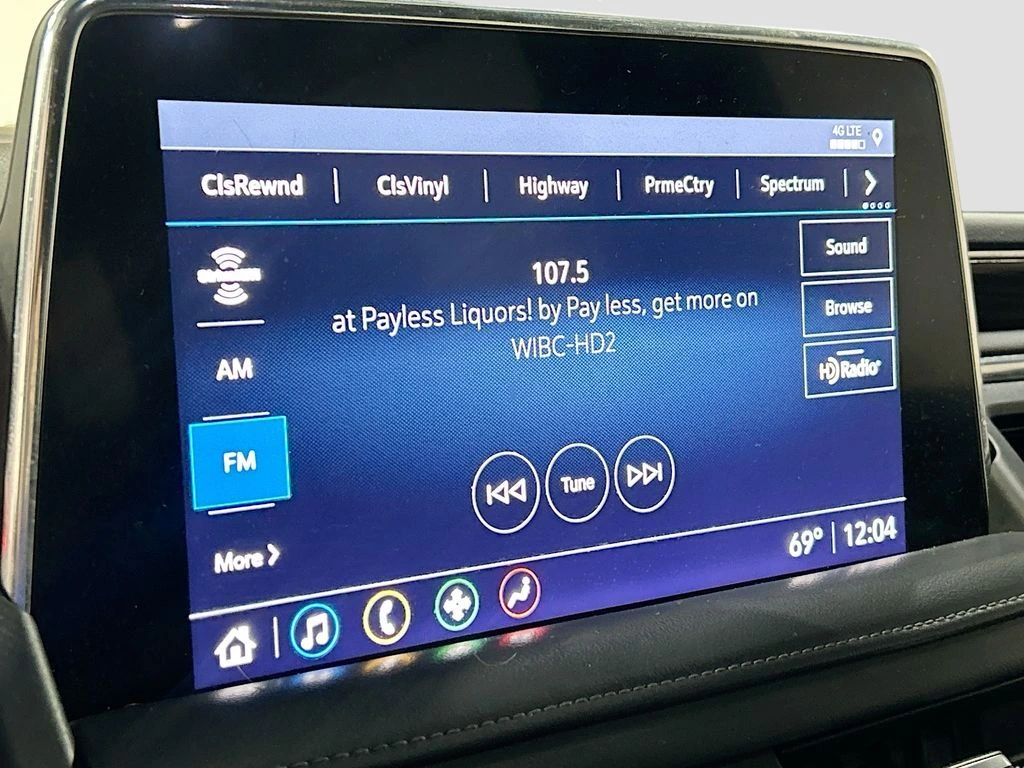 4G LTE
ClsRewnd | ClsVinyl | Highway | PrmeCtry | Spectrum
Sound
107.5
at Payless Liquors! by Pay less, get more on
WIBC-HD2
Browse
AM
HD Radio®
FM
Tune
More
69° | 12:04